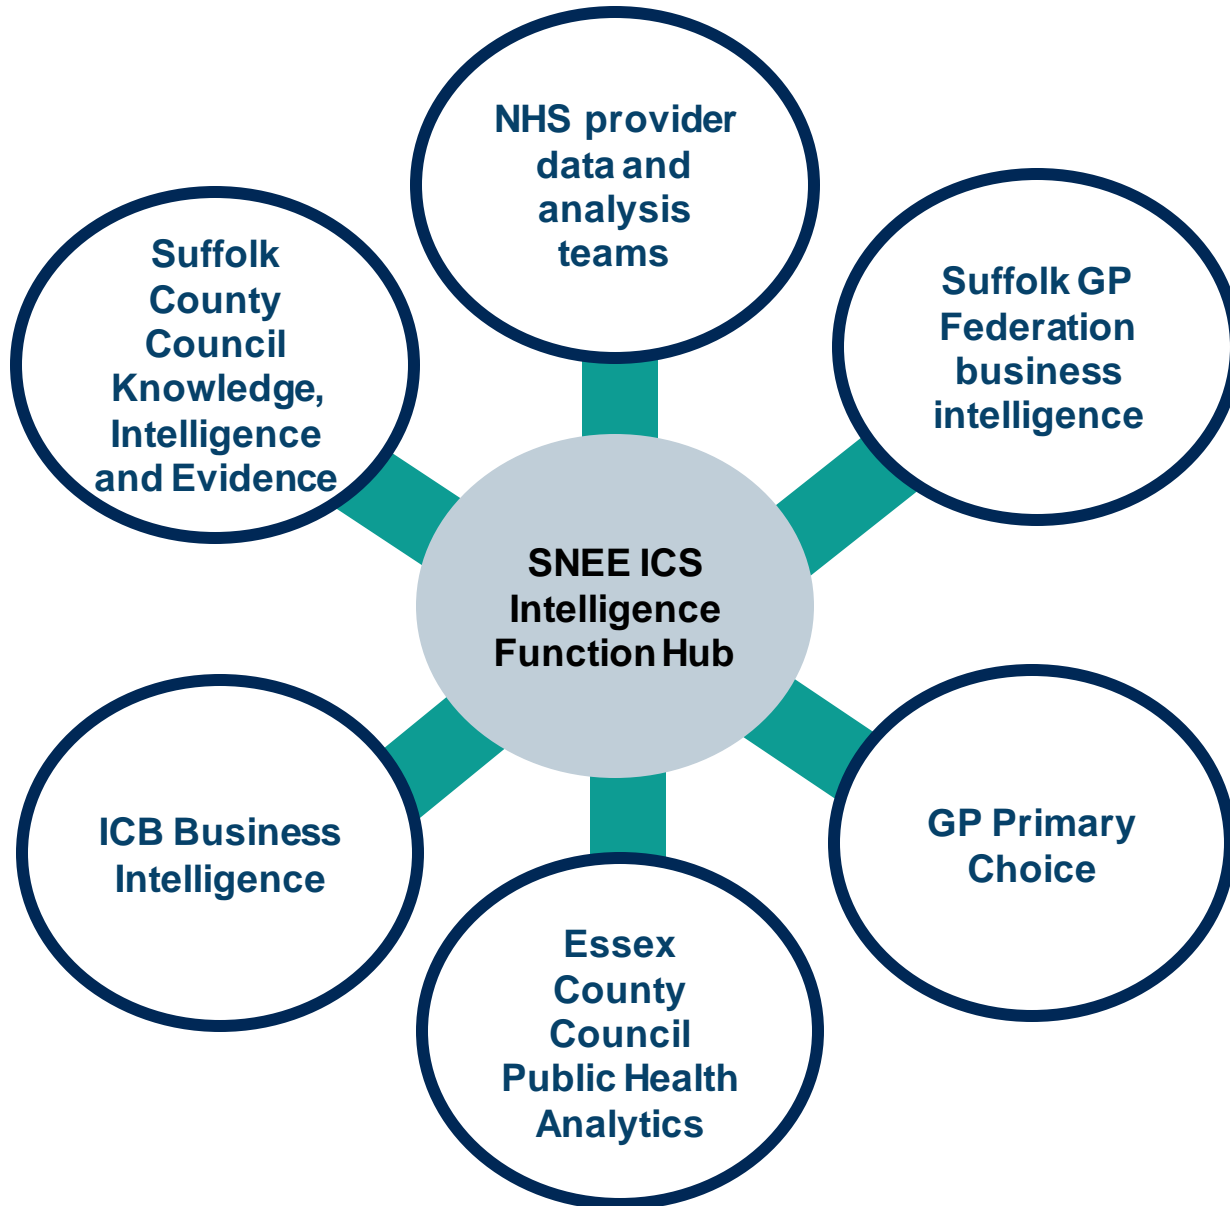 NHS provider
data and
analysis
teams
Suffolk
County
Council
Knowledge,
Intelligence
and Evidence
Suffolk GP
Federation
business
intelligence
SNEE ICS
Intelligence
Function Hub
ICB Business
Intelligence
GP Primary
Choice
Essex
County
Council
Public Health
Analytics